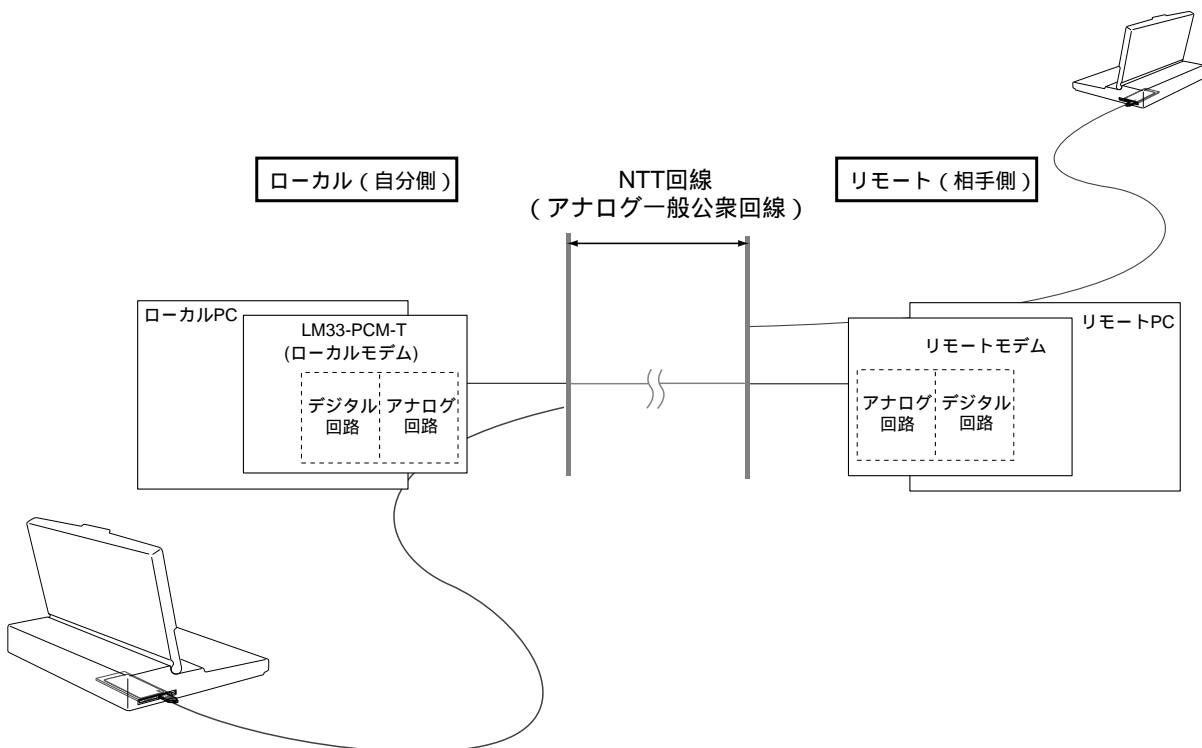 ローカル（自分側）
NTT回線
（アナログ一般公衆回線）
リモート（相手側）
ローカルPC
LM33-PCM-T
(ローカルモデム)
デジタル
回路
アナログ
回路
リモートPC
リモートモデム
アナログ
回路
デジタル
回路